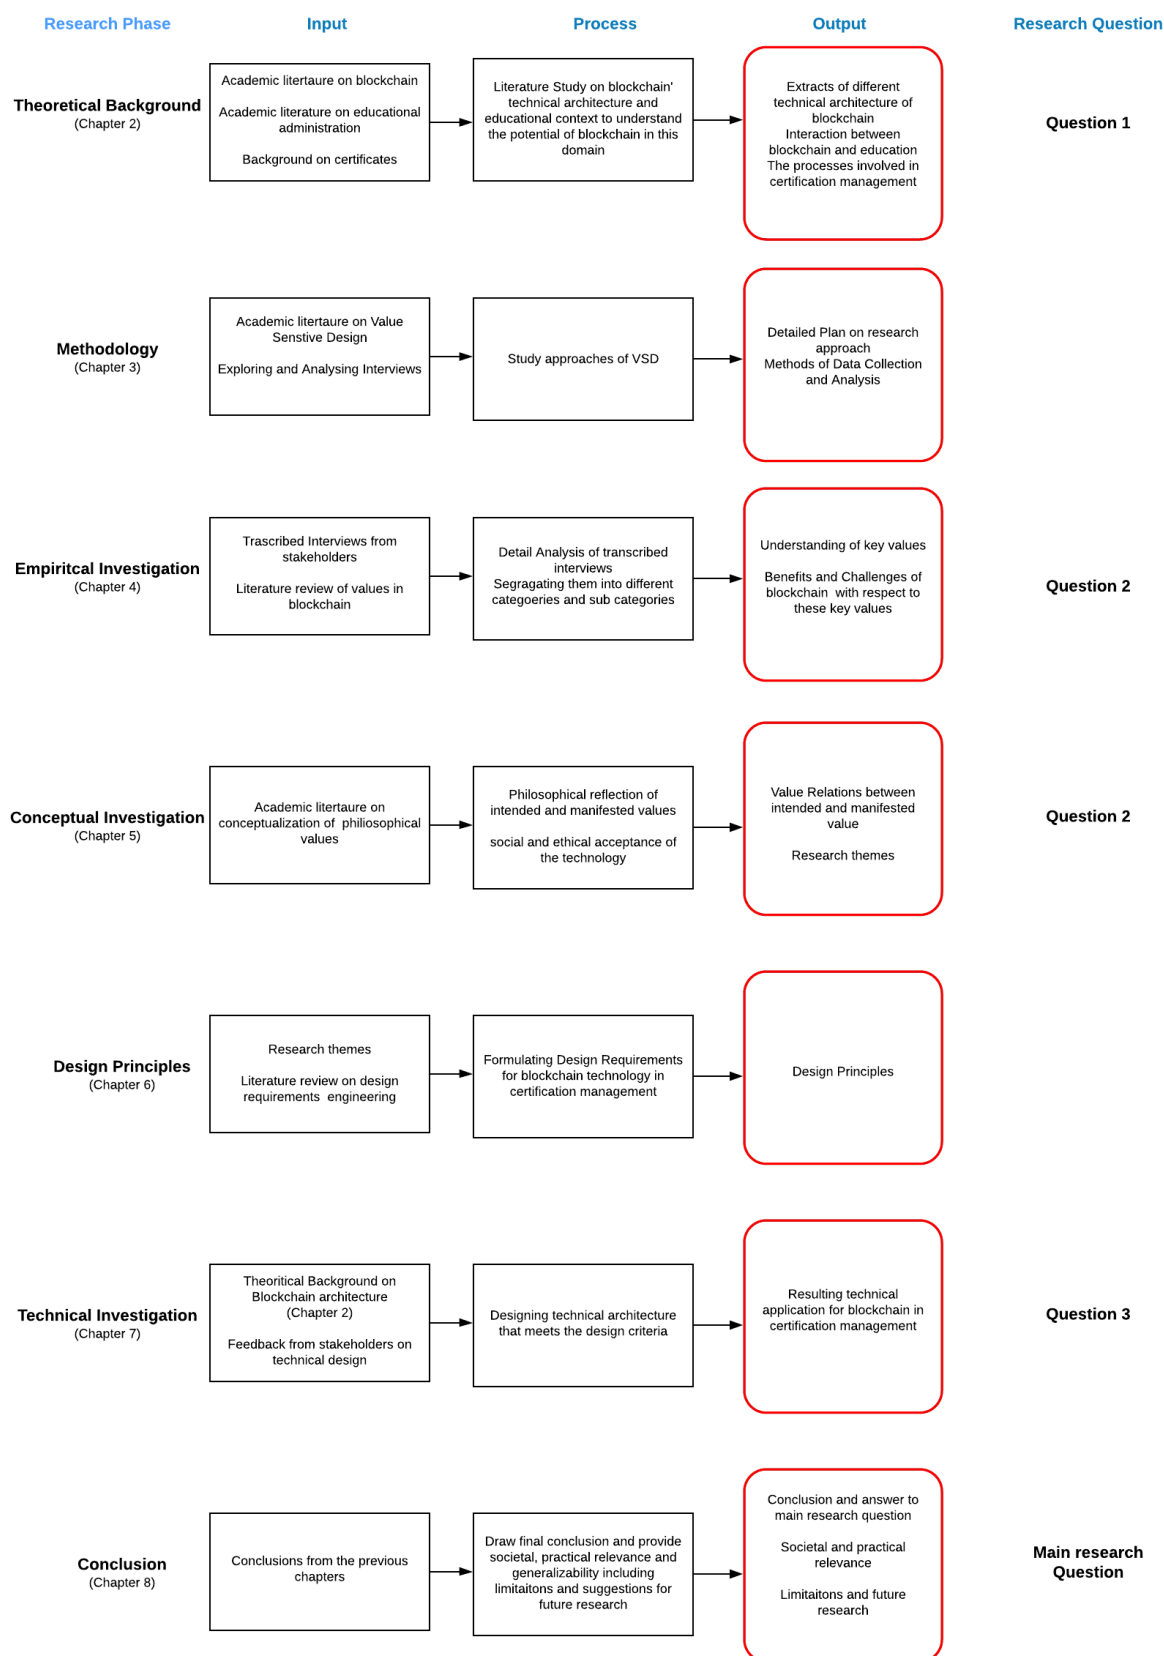 Research Phase
Input
Process
Output
Research Question
Theoretical Background
(Chapter 2)
Academic litertaure on blockchain
Academic literature on educational
administration
Background on certificates
Literature Study on blockchain'
technical architecture and
educational context to understand
the potential of blockchain in this
domain
Extracts of different
technical architecture of
blockchain
Interaction between
blockchain and education
The processes involved in
certification management
Question 1
Methodology
(Chapter 3)
Academic litertaure on Value
Senstive Design
Exploring and Analysing Interviews
Study approaches of VSD
Detailed Plan on research
approach
Methods of Data Collection
and Analysis
Empiritcal Investigation
(Chapter 4)
Trascribed Interviews from
stakeholders
Literature review of values in
blockchain
Detail Analysis of transcribed
interviews
Segragating them into different
categoeries and sub categories
Understanding of key values
Benefits and Challenges of
blockchain with respect to
these key values
Question 2
Conceptual Investigation
(Chapter 5)
Academic litertaure on
conceptualization of philiosophical
values
Philosophical reflection of
intended and manifested values
social and ethical acceptance of
the technology
Value Relations between
intended and manifested
value
Research themes
Question 2
Design Principles
(Chapter 6)
Research themes
Literature review on design
requirements engineering
Formulating Design Requirements
for blockchain technology in
certification management
Design Principles
Technical Investigation
(Chapter 7)
Theoritical Background on
Blockchain architecture
(Chapter 2)
Feedback from stakeholders on
technical design
Designing technical architecture
that meets the design criteria
Resulting technical
application for blockchain in
certification management
Question 3
Conclusion
(Chapter 8)
Conclusions from the previous
chapters
Draw final conclusion and provide
societal, practical relevance and
generalizability including
limitaitons and suggestions for
future research
Conclusion and answer to
main research question
Societal and practical
relevance
Limitaitons and future
research
Main research
Question